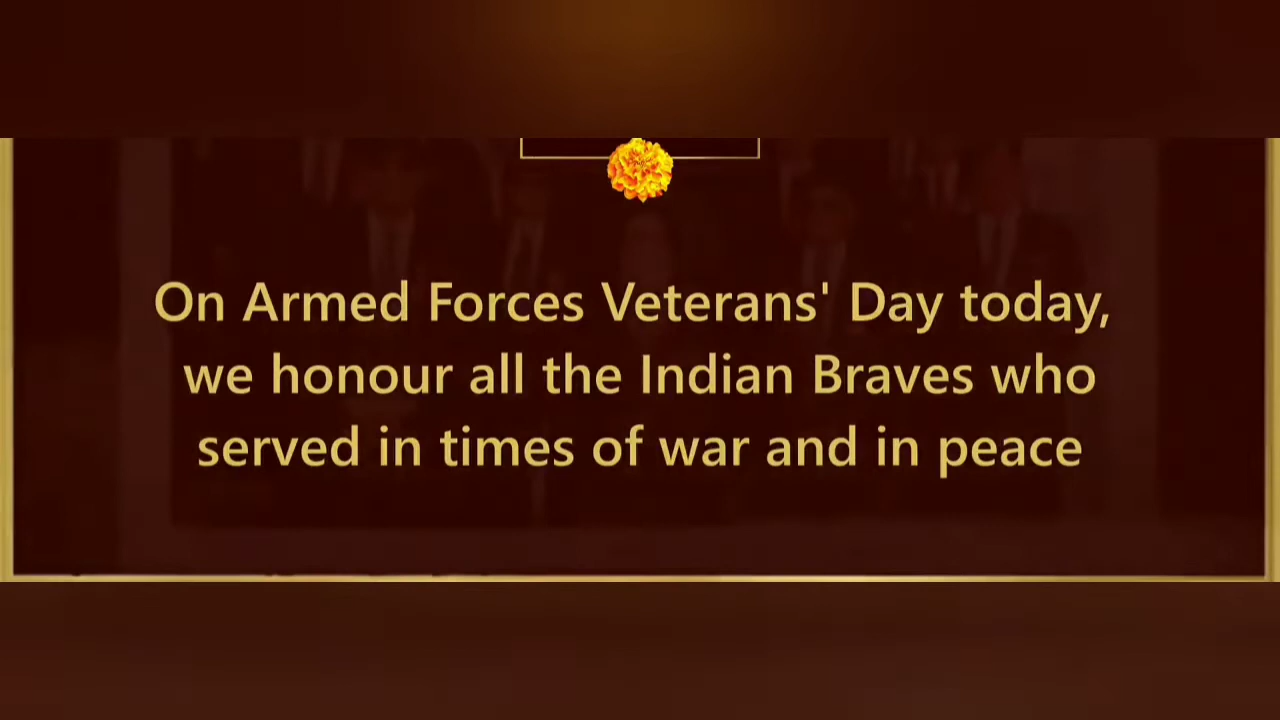 On Armed Forces Veterans' Day today,
we honour all the Indian Braves who
served in times of war and in peace